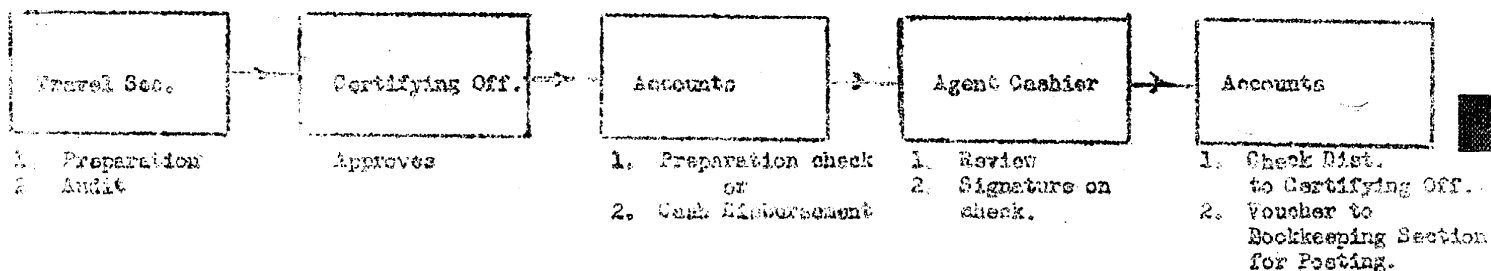 Travel Sec.
1. Preparation
2 Audit
Certifying Off.
Approves
Accounts
1. Preparation check
or
2. Cash Disbursement
Agent Cashier
1. Review
2. Signature on
check.
Accounts
1. Check Dist.
to Certifying Off.
2. Voucher to
Bookkeeping Section
for Posting.